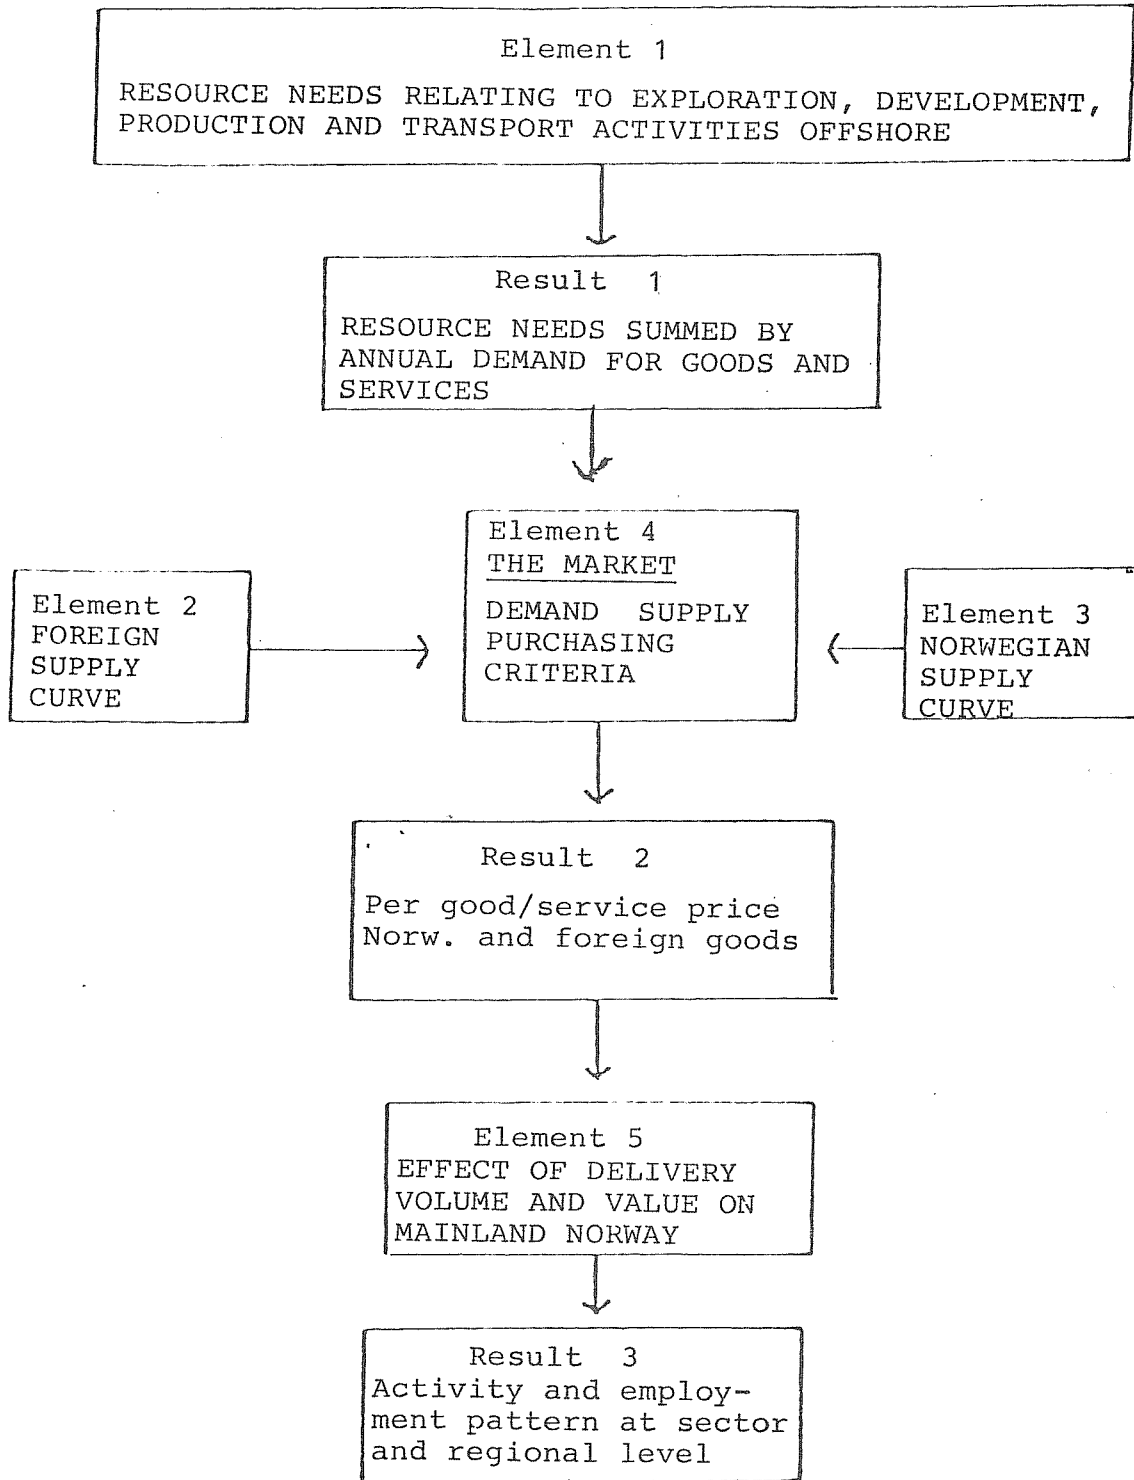 Element 1
RESOURCE NEEDS RELATING TO EXPLORATION, DEVELOPMENT,
PRODUCTION AND TRANSPORT ACTIVITIES OFFSHORE
Result 1
RESOURCE NEEDS SUMMED BY
ANNUAL DEMAND FOR GOODS AND
SERVICES
Element 4
THE MARKET
DEMAND SUPPLY
PURCHASING
CRITERIA
Element 2
FOREIGN
SUPPLY
CURVE
Element 3
NORWEGIAN
SUPPLY
CURVE
Result 2
Per good/service price
Norw. and foreign goods
Element 5
EFFECT OF DELIVERY
VOLUME AND VALUE ON
MAINLAND NORWAY
Result 3
Activity and employ-
ment pattern at sector
and regional level